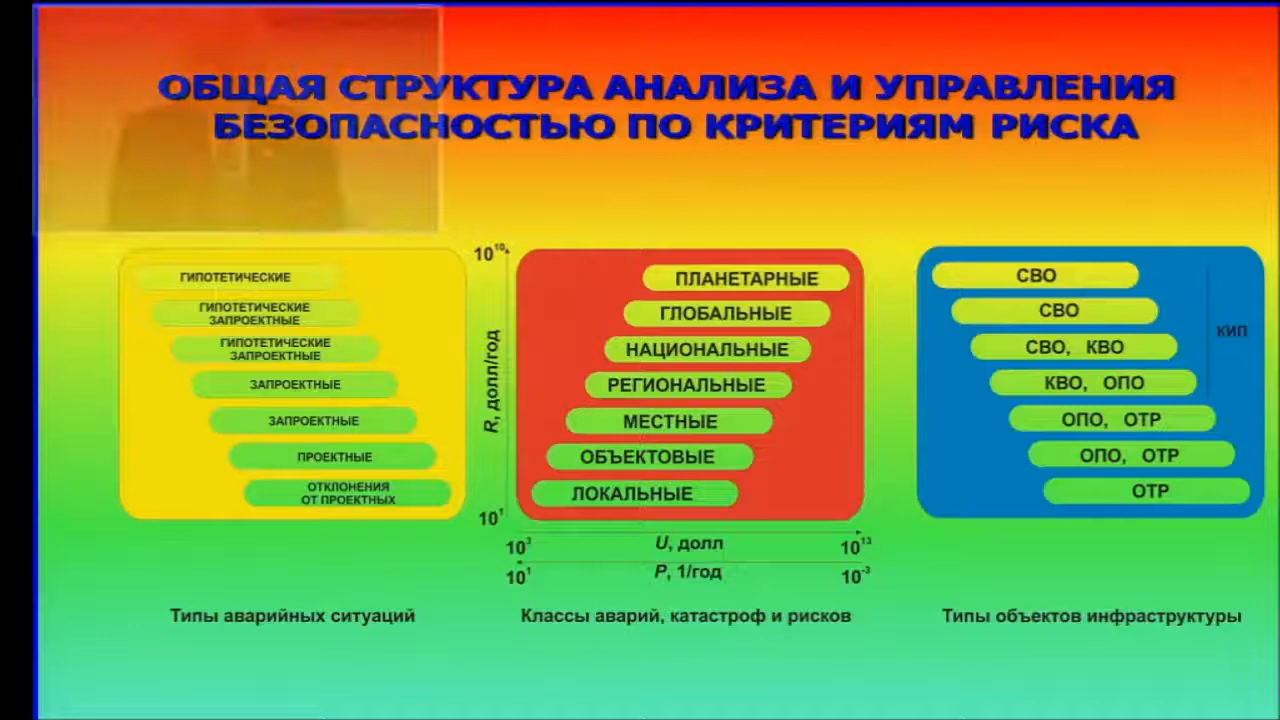 ОБЩАЯ СТРУКТУРА АНАЛИЗА И УПРАВЛЕНИЯ
БЕЗОПАСНОСТЬЮ ПО КРИТЕРИЯМ РИСКА
ГИПОТЕТИЧЕСКИЕ
ГИПОТЕТИЧЕСКИЕ
ЗАПРОЕКТНЫЕ
ГИПОТЕТИЧЕСКИЕ
ЗАПРОЕКТНЫЕ
ЗАПРОЕКТНЫЕ
ЗАПРОЕКТНЫЕ
ПРОЕКТНЫЕ
ОТКЛОНЕНИЯ
ОТ ПРОЕКТНЫХ
Типы аварийных ситуаций
10¹⁰
R, долл/год
10¹
ПЛАНЕТАРНЫЕ
ГЛОБАЛЬНЫЕ
НАЦИОНАЛЬНЫЕ
РЕГИОНАЛЬНЫЕ
МЕСТНЫЕ
ОБЪЕКТОВЫЕ
ЛОКАЛЬНЫЕ
10³ U, долл 10¹³
10¹ P, 1/год 10⁻³
Классы аварий, катастроф и рисков
СВО
СВО
СВО, КВО
КВО, ОПО
ОПО, ОТР
ОПО, ОТР
ОТР
КИП
Типы объектов инфраструктуры